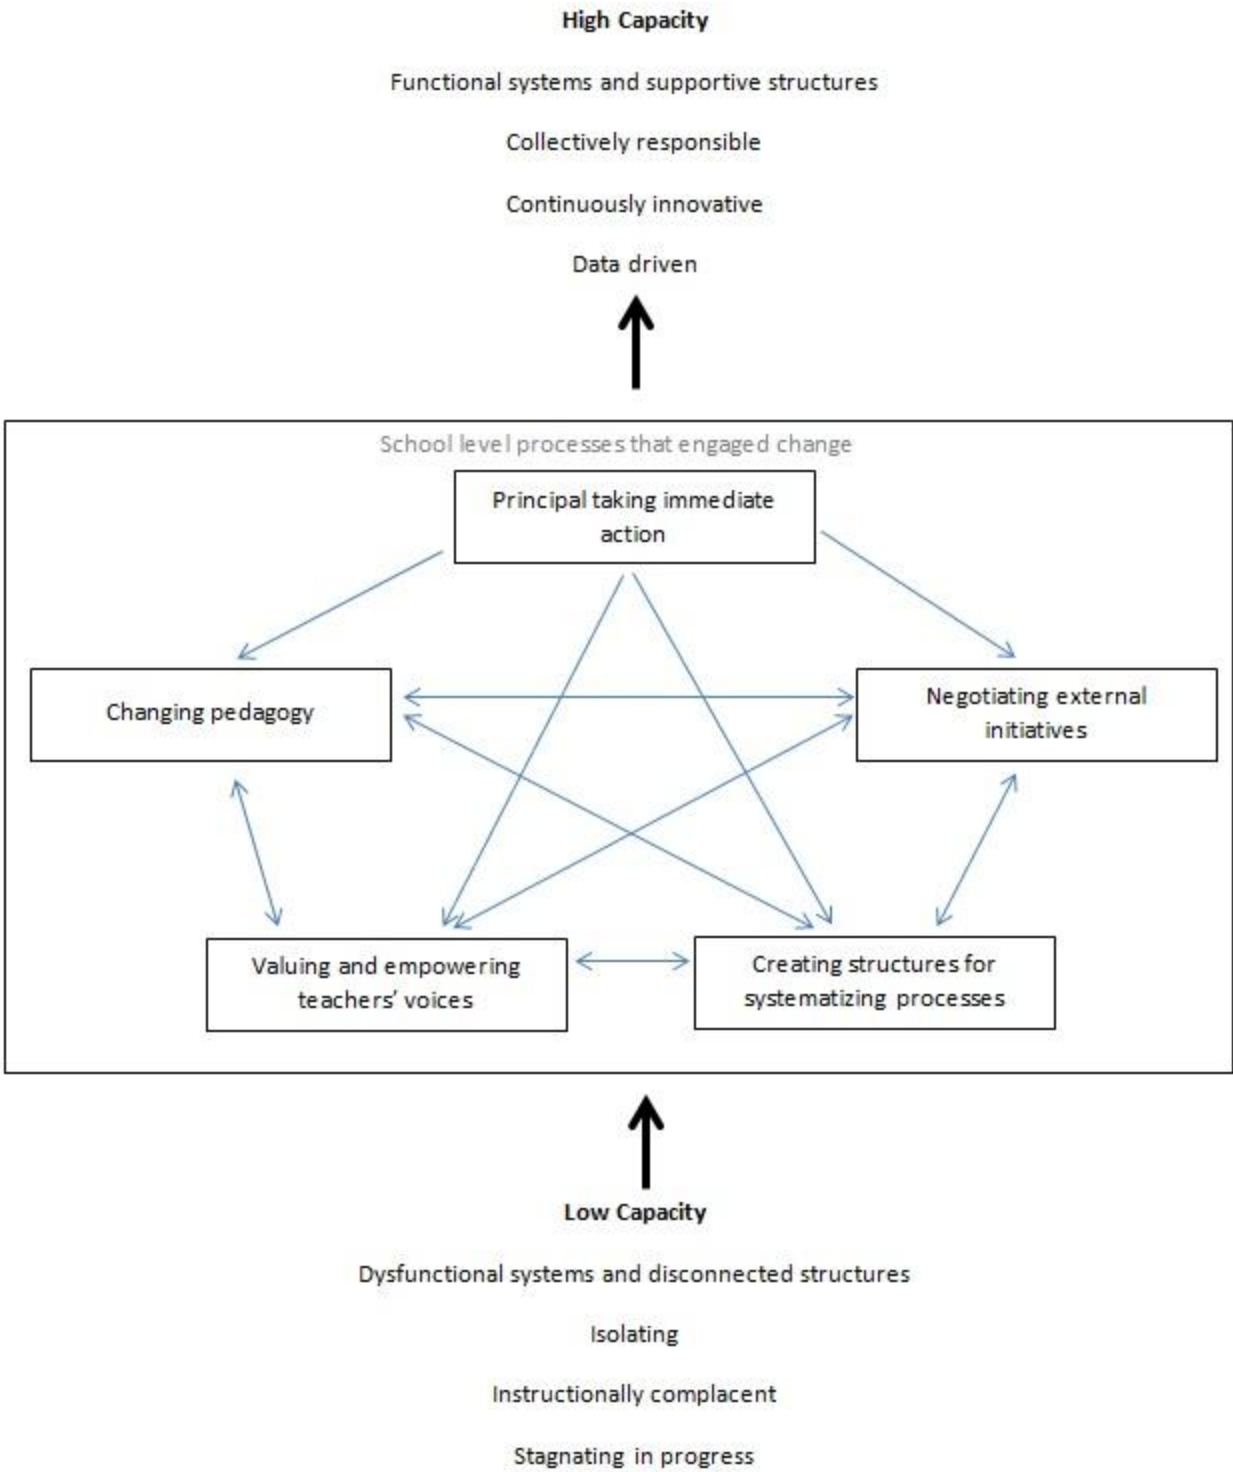 High Capacity
Functional systems and supportive structures
Collectively responsible
Continuously innovative
Data driven
School level processes that engaged change
Principal taking immediate
action
Changing pedagogy
Negotiating external
initiatives
Valuing and empowering
teachers’ voices
Creating structures for
systematizing processes
Low Capacity
Dysfunctional systems and disconnected structures
Isolating
Instructionally complacent
Stagnating in progress